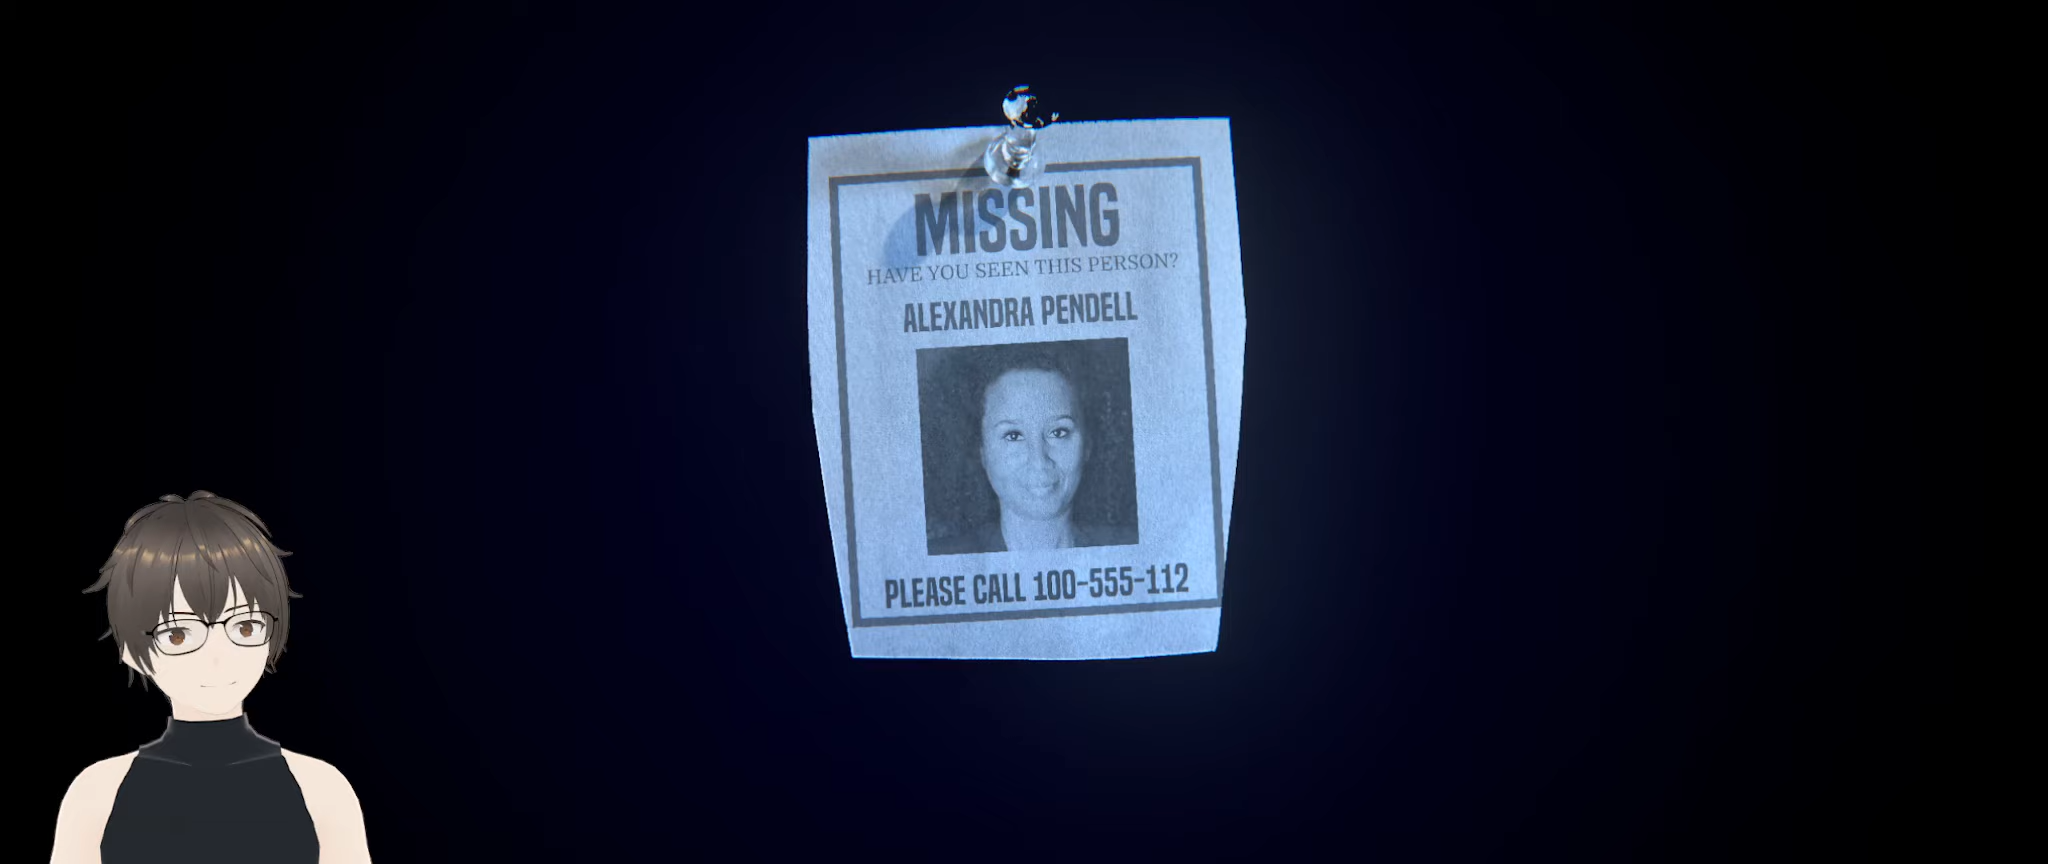 MISSING
HAVE YOU SEEN THIS PERSON?
ALEXANDRA PENDELL
PLEASE CALL 100-555-112